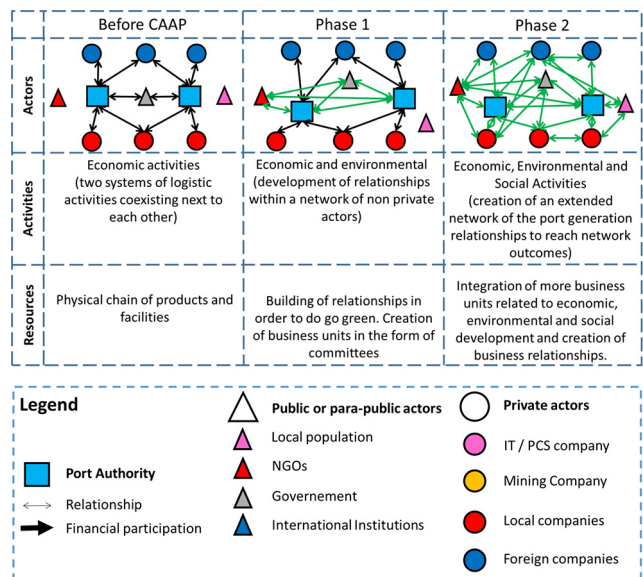 Before CAAP
Phase 1
Phase 2
Actors
Activities
Economic activities
(two systems of logistic
activities coexisting next to
each other)
Economic and environmental
(development of relationships
within a network of non private
actors)
Economic, Environmental and
Social Activities
(creation of an extended
network of the port generation
relationships to reach network
outcomes)
Resources
Physical chain of products and
facilities
Building of relationships in
order to do go green. Creation
of business units in the form of
committees
Integration of more business
units related to economic,
environmental and social
development and creation of
business relationships.
Legend
Port Authority
Relationship
Financial participation
Public or para-public actors
Local population
NGOs
Governement
International Institutions
Private actors
IT / PCS company
Mining Company
Local companies
Foreign companies